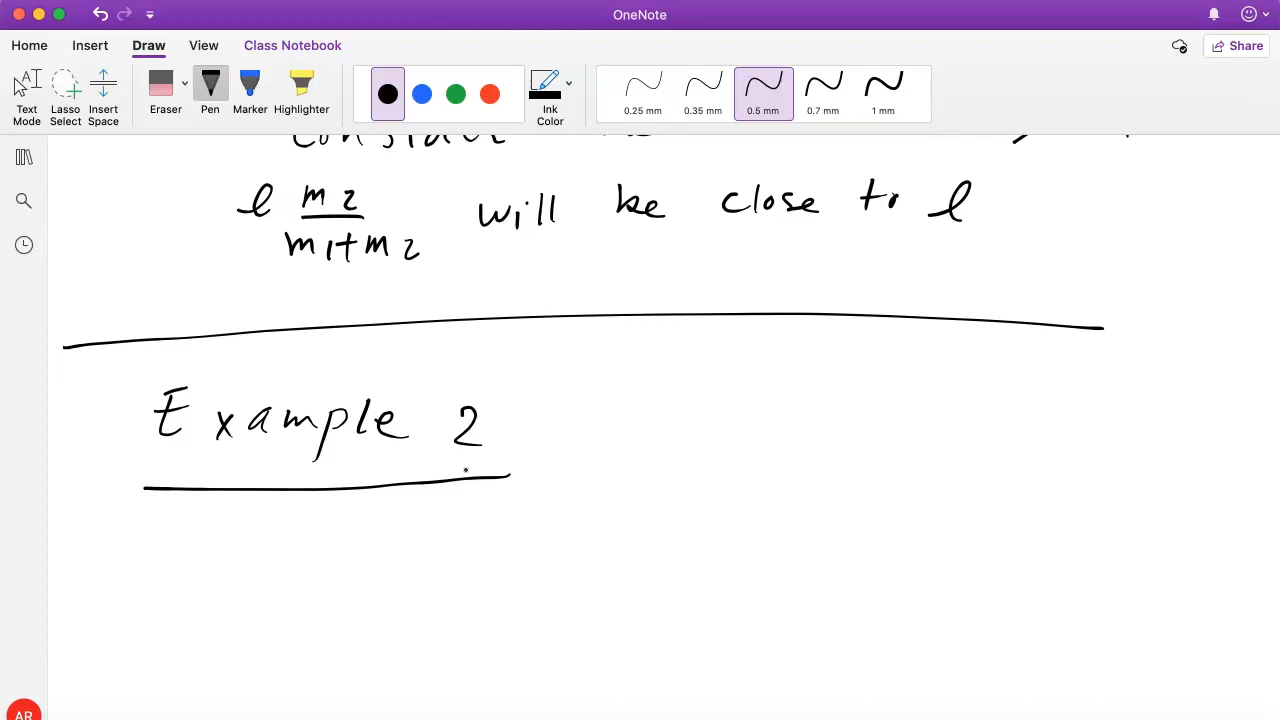 OneNote
Home Insert Draw View Class Notebook
Share
Text Mode
Lasso Select
Insert Space
Eraser
Pen
Marker
Highlighter
Ink Color
0.25 mm 0.35 mm 0.5 mm 0.7 mm 1 mm
constant
l m2 / m1+m2 will be close to l
Example 2
AR